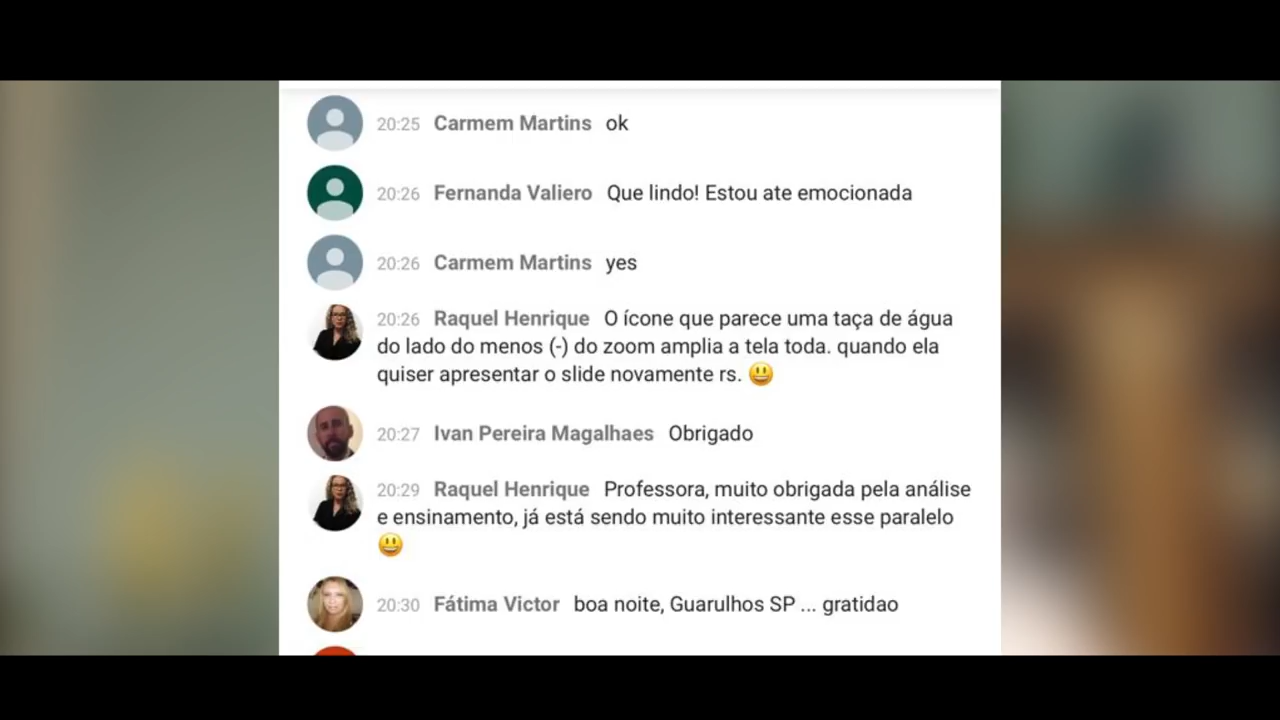 20:25 Carmem Martins ok
20:26 Fernanda Valiero Que lindo! Estou ate emocionada
20:26 Carmem Martins yes
20:26 Raquel Henrique O ícone que parece uma taça de água
do lado do menos (-) do zoom amplia a tela toda. quando ela
quiser apresentar o slide novamente rs. 😃
20:27 Ivan Pereira Magalhaes Obrigado
20:29 Raquel Henrique Professora, muito obrigada pela análise
e ensinamento, já está sendo muito interessante esse paralelo
😃
20:30 Fátima Victor boa noite, Guarulhos SP ... gratidao